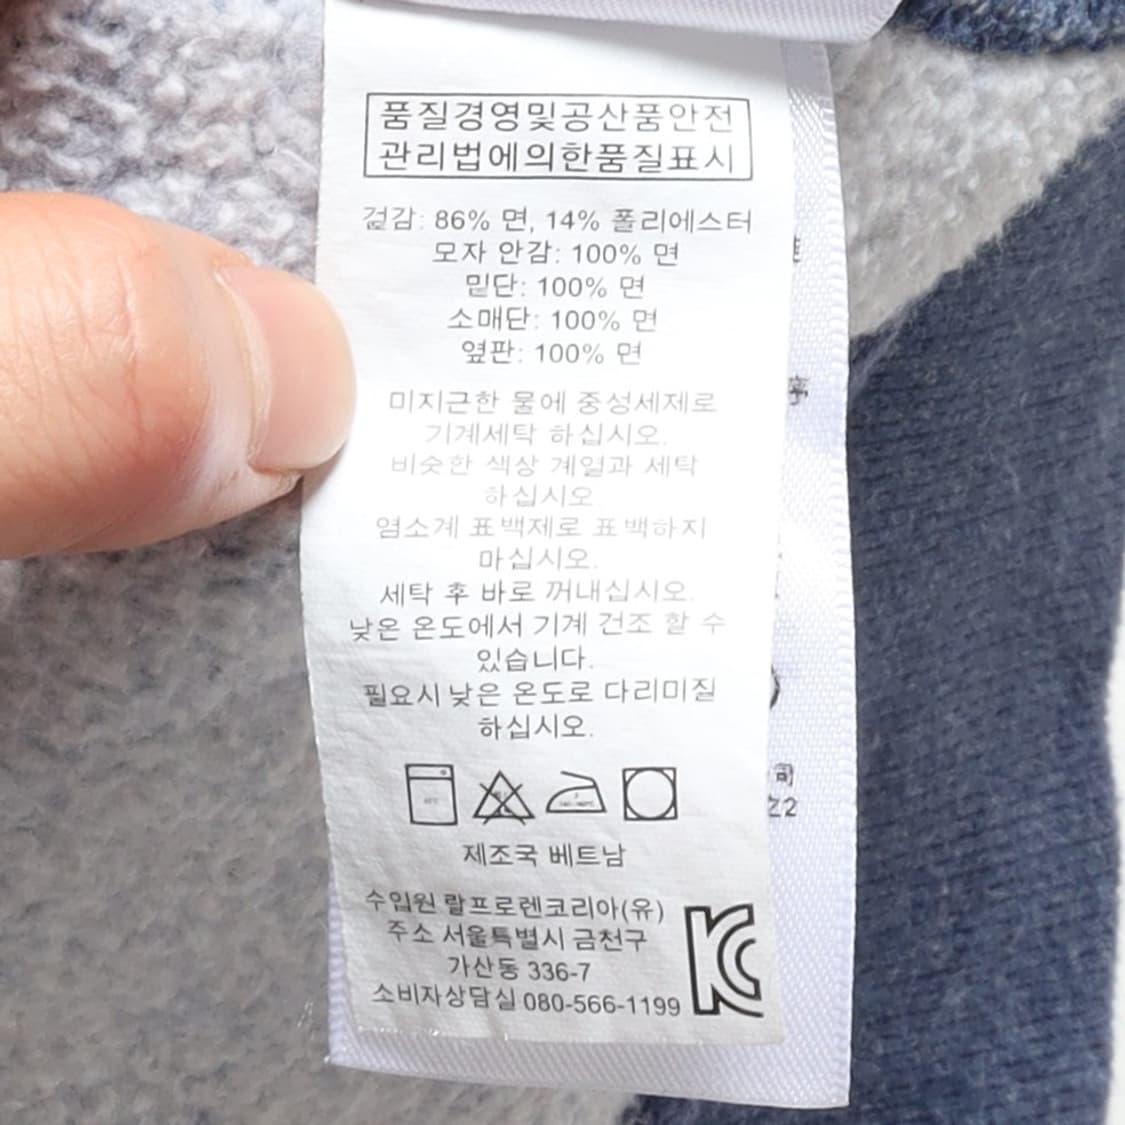 품질경영및공산품안전
관리법에의한품질표시
겉감: 86% 면, 14% 폴리에스터
모자 안감: 100% 면
밑단: 100% 면
소매단: 100% 면
옆판: 100% 면
미지근한 물에 중성세제로
기계세탁 하십시오.
비슷한 색상 계열과 세탁
하십시오
염소계 표백제로 표백하지
마십시오.
세탁 후 바로 꺼내십시오.
낮은 온도에서 기계 건조 할 수
있습니다.
필요시 낮은 온도로 다리미질
하십시오.
제조국 베트남
수입원 랄프로렌코리아(유)
주소 서울특별시 금천구
가산동 336-7
소비자상담실 080-566-1199
KC
司
Z2